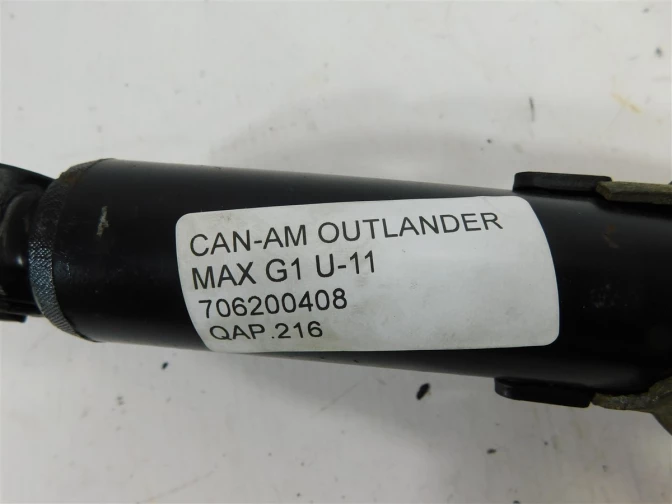 CAN-AM OUTLANDER
MAX G1 U-11
706200408
QAP.216